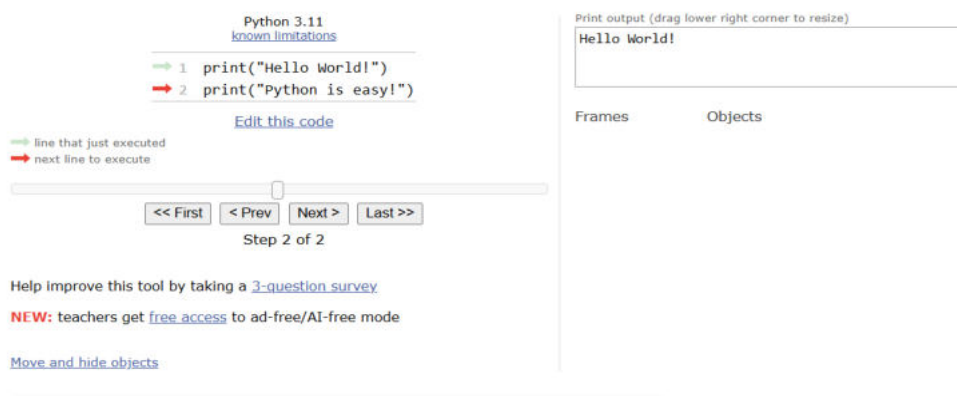 Python 3.11
known limitations
1 print("Hello World!")
2 print("Python is easy!")
Edit this code
line that just executed
next line to execute
<< First < Prev Next > Last >>
Step 2 of 2
Help improve this tool by taking a 3-question survey
NEW: teachers get free access to ad-free/AI-free mode
Move and hide objects
Print output (drag lower right corner to resize)
Hello World!
Frames Objects